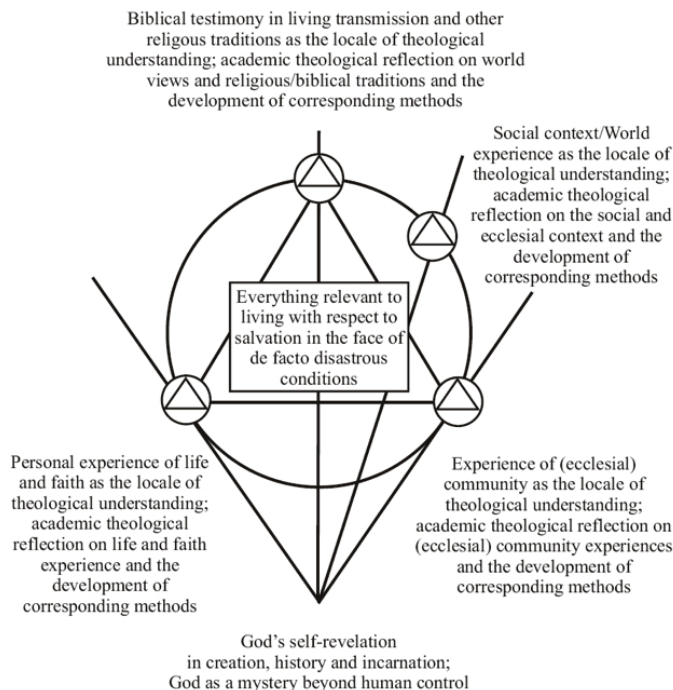 Biblical testimony in living transmission and other
religous traditions as the locale of theological
understanding; academic theological reflection on world
views and religious/biblical traditions and the
development of corresponding methods
Social context/World
experience as the locale of
theological understanding;
academic theological
reflection on the social and
ecclesial context and the
development of
corresponding methods
Everything relevant to
living with respect to
salvation in the face of
de facto disastrous
conditions
Personal experience of life
and faith as the locale of
theological understanding;
academic theological
reflection on life and faith
experience and the
development of
corresponding methods
Experience of (ecclesial)
community as the locale of
theological understanding;
academic theological reflection on
(ecclesial) community experiences
and the development of
corresponding methods
God’s self-revelation
in creation, history and incarnation;
God as a mystery beyond human control